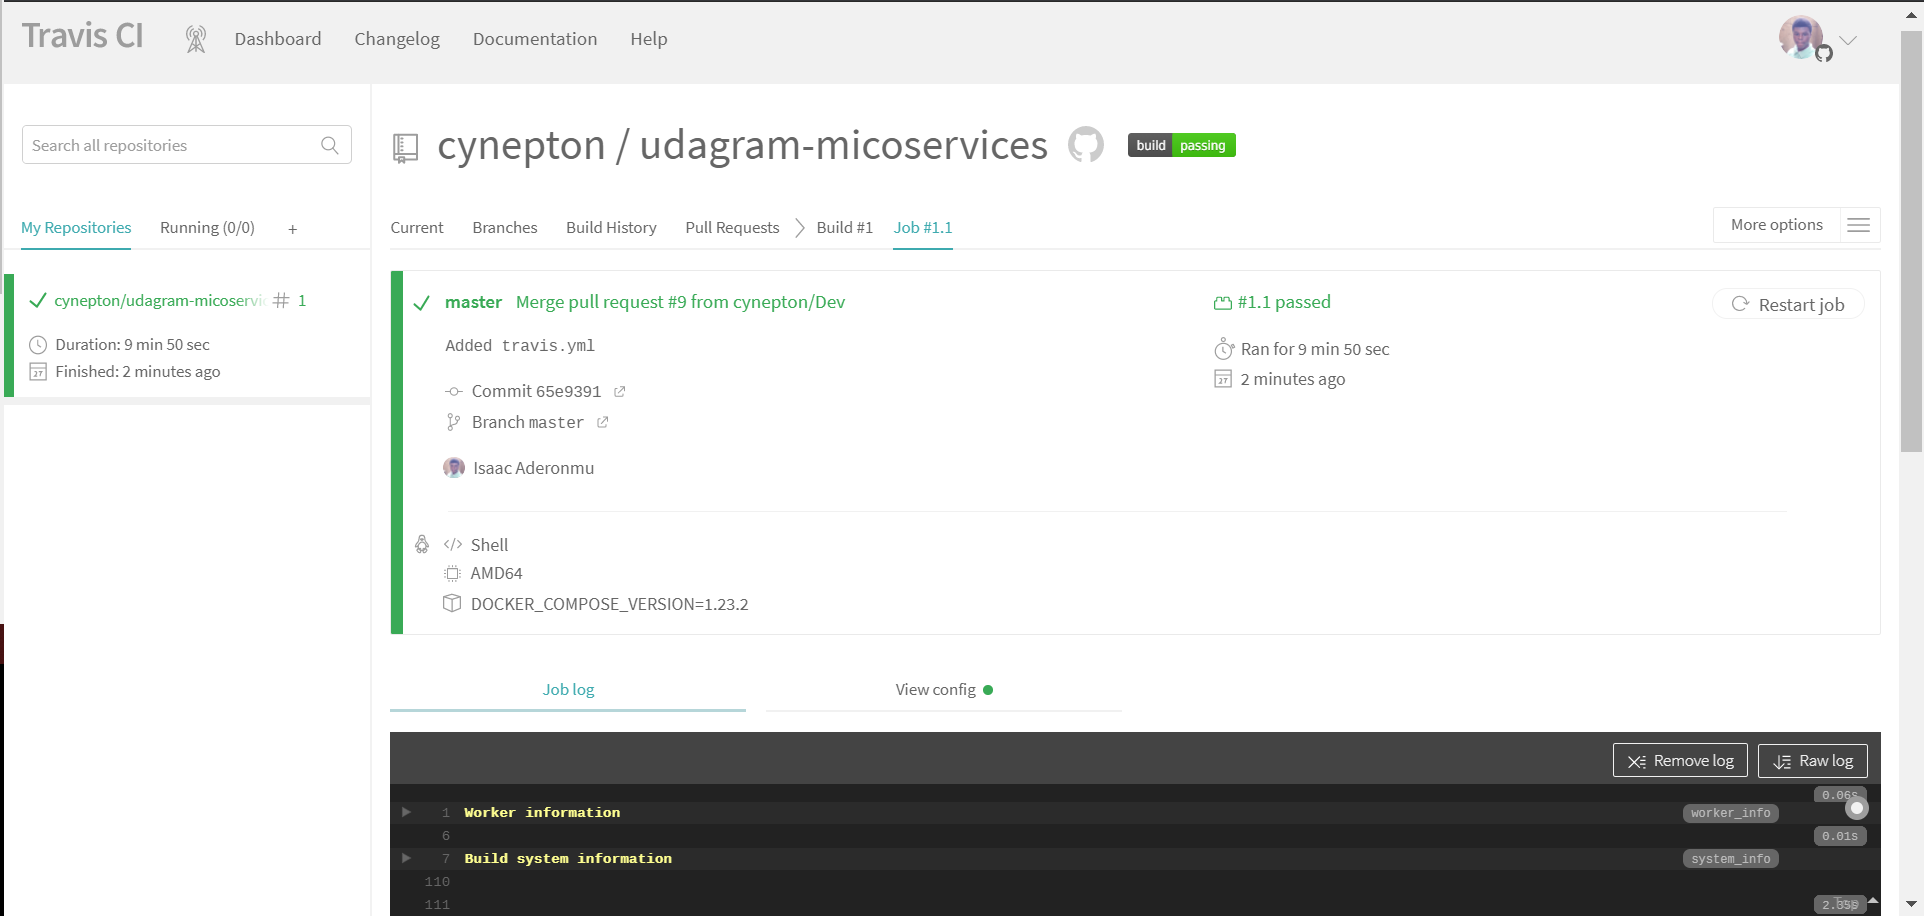 Travis CI
Dashboard
Changelog
Documentation
Help
Search all repositories
My Repositories
Running (0/0)
+
cynepton/udagram-micoservic
1
Duration: 9 min 50 sec
Finished: 2 minutes ago
cynepton / udagram-micoservices
build passing
Current
Branches
Build History
Pull Requests
Build #1
Job #1.1
More options
master Merge pull request #9 from cynepton/Dev
Added travis.yml
Commit 65e9391
Branch master
Isaac Aderonmu
#1.1 passed
Ran for 9 min 50 sec
27 2 minutes ago
Restart job
</> Shell
AMD64
DOCKER_COMPOSE_VERSION=1.23.2
Job log
View config
Remove log
Raw log
0.06s
1 Worker information worker_info
6 0.01s
7 Build system information system_info
110
111
Top